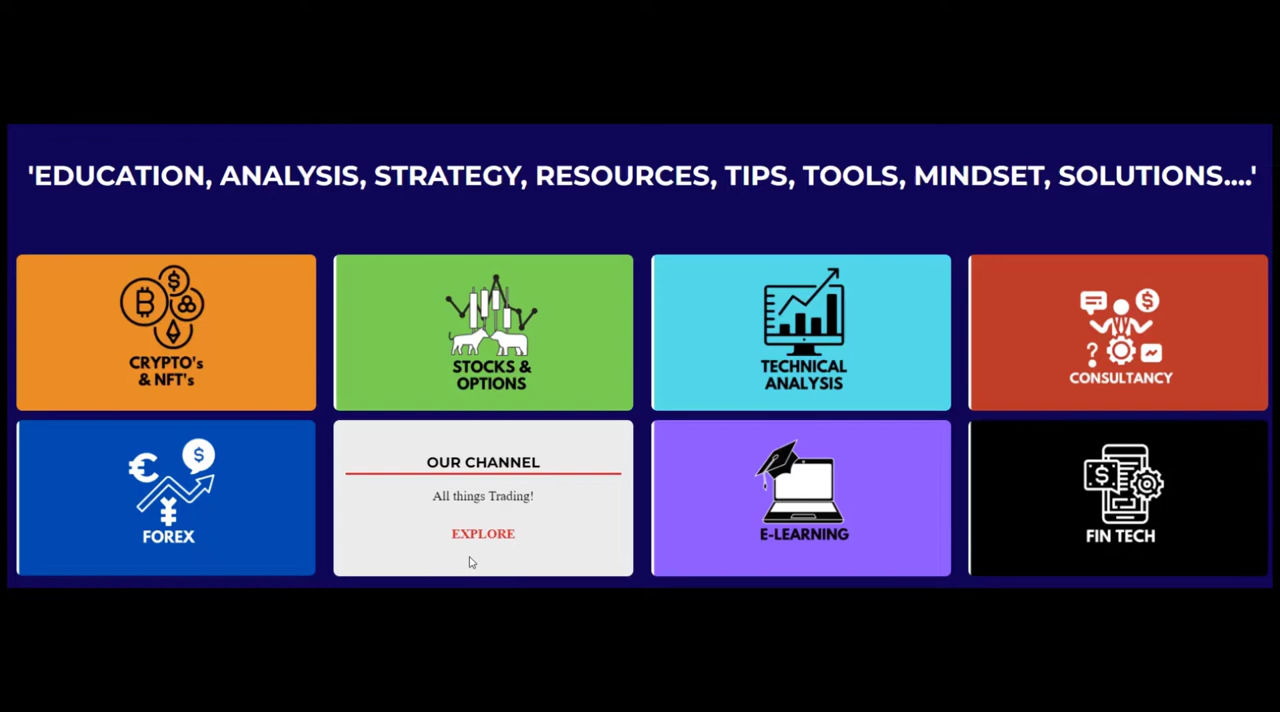 'EDUCATION, ANALYSIS, STRATEGY, RESOURCES, TIPS, TOOLS, MINDSET, SOLUTIONS....'
CRYPTO's
& NFT's
STOCKS &
OPTIONS
TECHNICAL
ANALYSIS
CONSULTANCY
FOREX
OUR CHANNEL
All things Trading!
EXPLORE
E-LEARNING
FIN TECH